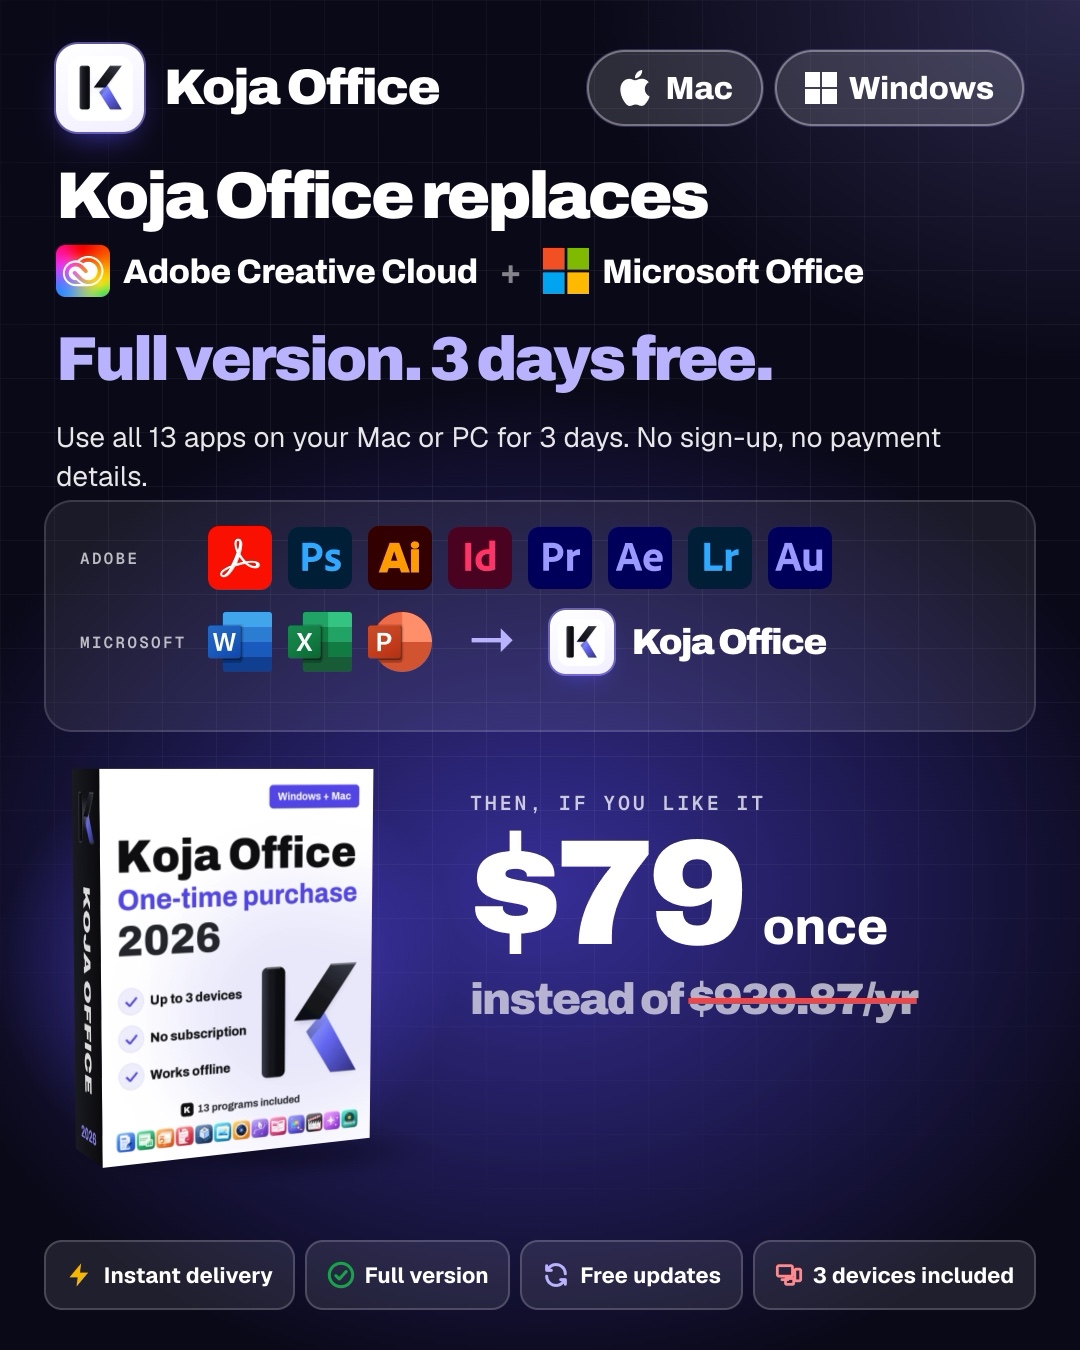 Koja Office
Mac
Windows
Koja Office replaces
Adobe Creative Cloud + Microsoft Office
Full version. 3 days free.
Use all 13 apps on your Mac or PC for 3 days. No sign-up, no payment
details.
ADOBE
Ps Ai Id Pr Ae Lr Au
MICROSOFT
W X P → K Koja Office
Windows + Mac
Koja Office
One-time purchase
2026
Up to 3 devices
No subscription
Works offline
K 13 programs included
KOJA OFFICE
2026
THEN, IF YOU LIKE IT
$79 once
instead of $939.87/yr
Instant delivery
Full version
Free updates
3 devices included